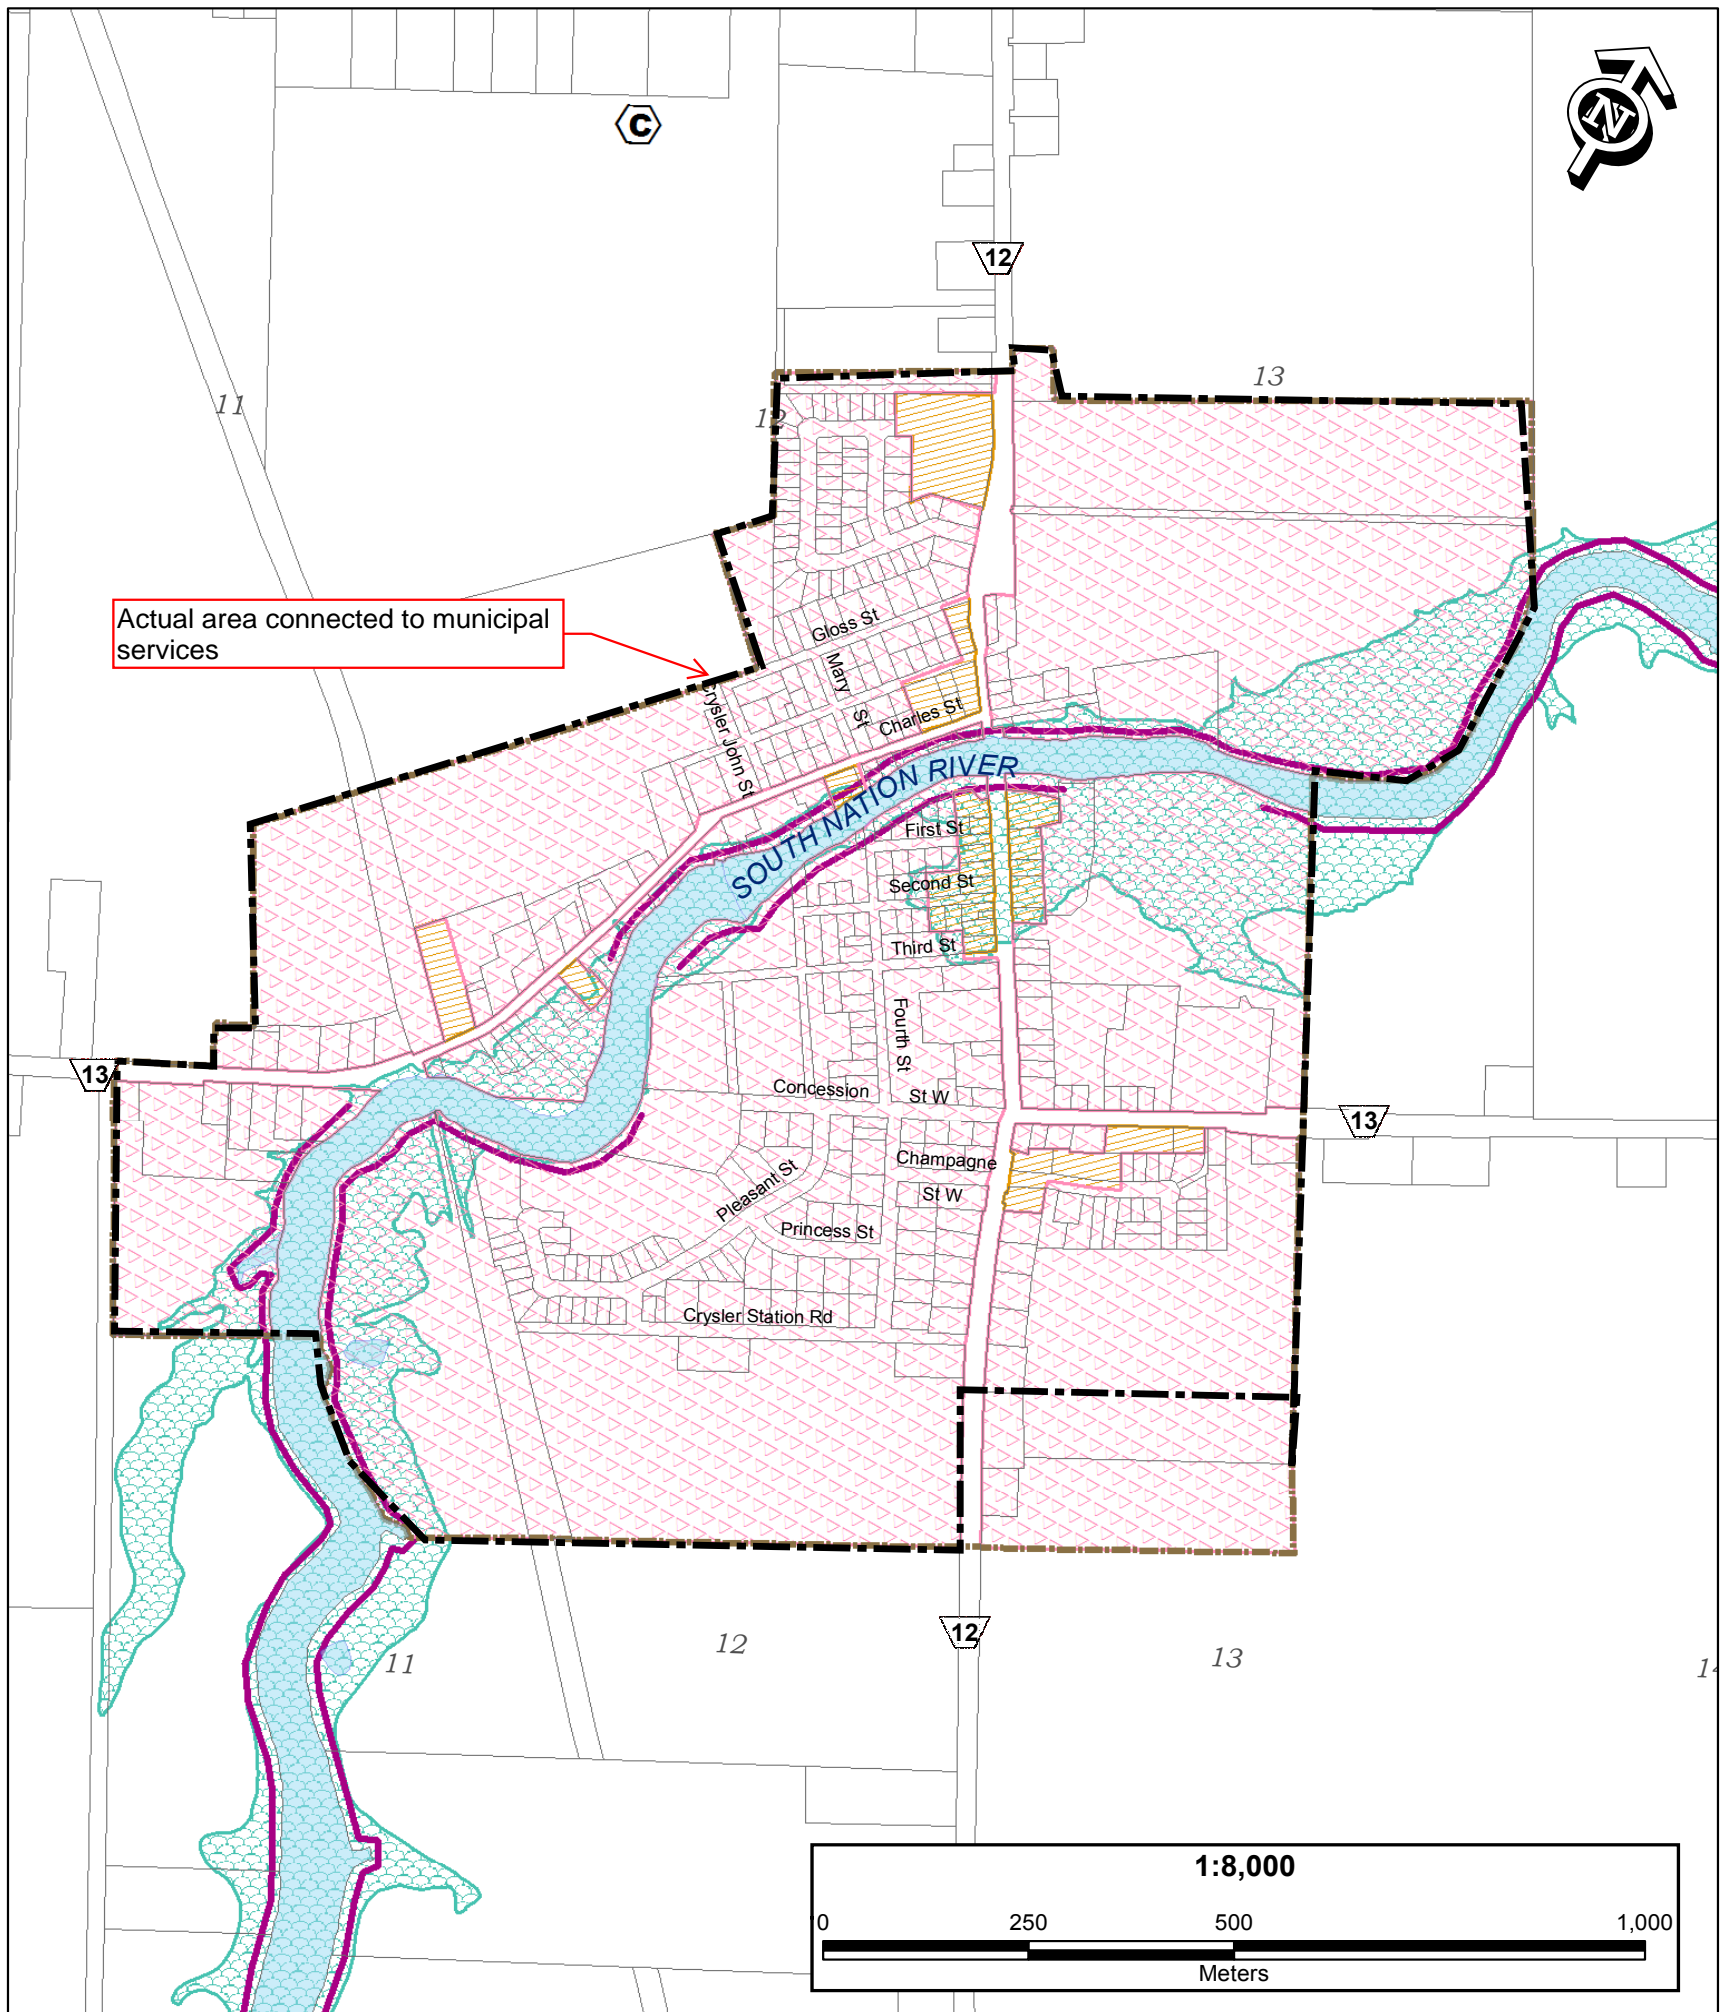 C
N
12
13
11
12
Actual area connected to municipal
services
Gloss St
Mary
St
Crysler John St
Charles St
SOUTH NATION RIVER
First St
Second St
Third St
Fourth St
13
Concession
St W
13
Champagne
St W
Pleasant St
Princess St
Crysler Station Rd
12
11
12
13
1:8,000
0
250
500
1,000
Meters